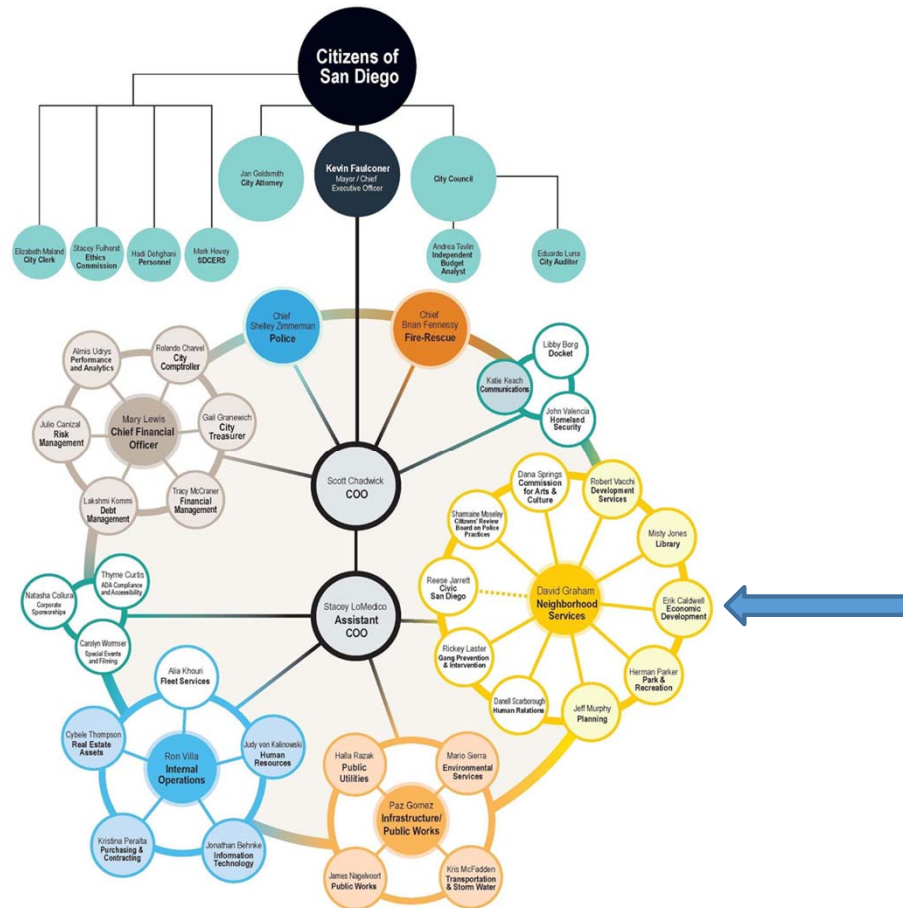 Citizens of
San Diego
Jan Goldsmith
City Attorney
Kevin Faulconer
Mayor / Chief
Executive Officer
City Council
Elizabeth Maland
City Clerk
Stacey Fulhorst
Ethics
Commission
Hadi Dehghani
Personnel
Mark Hovey
SDCERS
Andrea Tevlin
Independent
Budget
Analyst
Eduardo Luna
City Auditor
Chief
Shelley Zimmerman
Police
Chief
Brian Fennessy
Fire-Rescue
Libby Borg
Docket
Katie Keach
Communications
John Valencia
Homeland
Security
Almis Udrys
Performance
and Analytics
Rolando Charvel
City
Comptroller
Julio Canizal
Risk
Management
Mary Lewis
Chief Financial
Officer
Gail Granewich
City
Treasurer
Lakshmi Kommi
Debt
Management
Tracy McCraner
Financial
Management
Scott Chadwick
COO
Dana Springs
Commission
for Arts &
Culture
Robert Vacchi
Development
Services
Shamaine Moseley
Citizens' Review
Board on Police
Practices
Misty Jones
Library
Reese Jarrett
Civic
San Diego
David Graham
Neighborhood
Services
Erik Caldwell
Economic
Development
Rickey Laster
Gang Prevention
& Intervention
Herman Parker
Park &
Recreation
Danell Scarborough
Human Relations
Jeff Murphy
Planning
Natasha Collura
Corporate
Sponsorships
Thyme Curtis
ADA Compliance
and Accessibility
Carolyn Wormser
Special Events
and Filming
Stacey LoMedico
Assistant
COO
Alia Khouri
Fleet Services
Cybele Thompson
Real Estate
Assets
Ron Villa
Internal
Operations
Judy von Kalinowski
Human
Resources
Kristina Peralta
Purchasing &
Contracting
Jonathan Behnke
Information
Technology
Halla Razak
Public
Utilities
Mario Sierra
Environmental
Services
Paz Gomez
Infrastructure/
Public Works
James Nagelvoort
Public Works
Kris McFadden
Transportation
& Storm Water